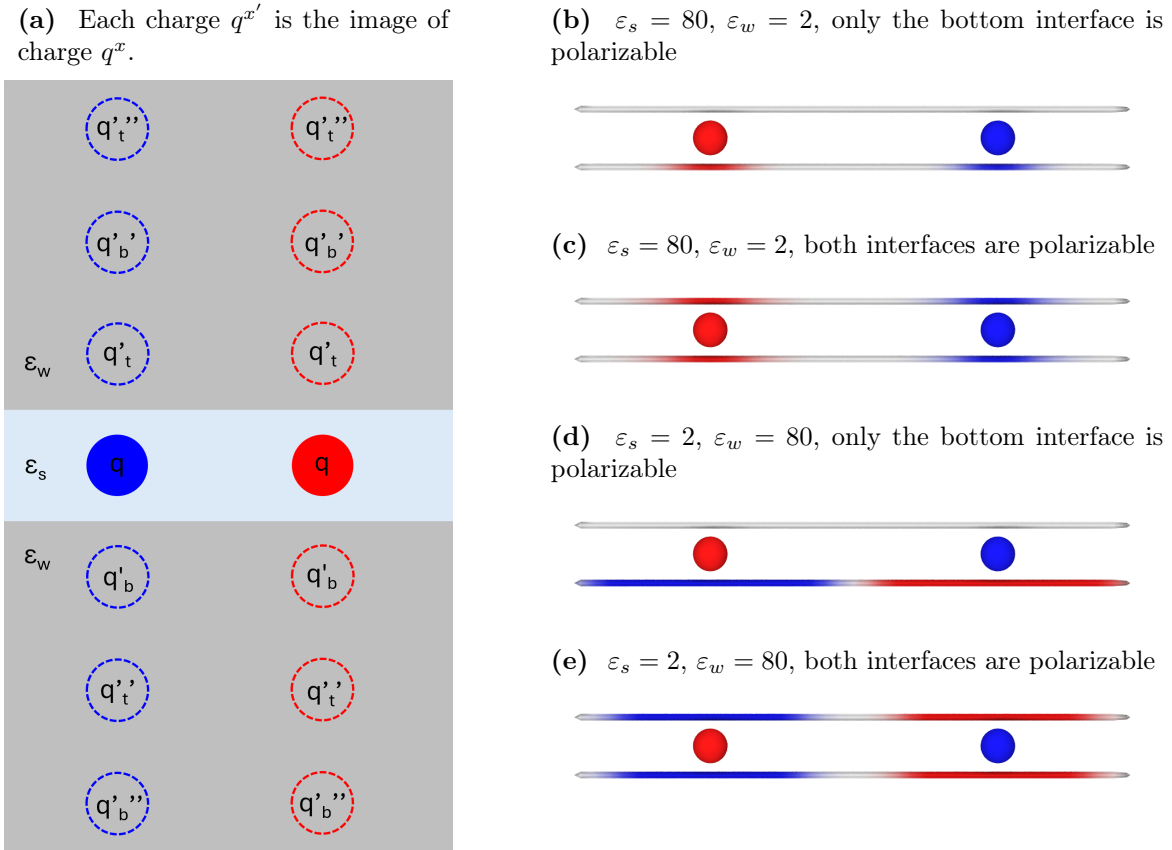 (a) Each charge q^{x′} is the image of
charge q^x.
q'_t''
q'_t''
q'_b'
q'_b'
q'_t
q'_t
ε_w
q
q
ε_s
ε_w
q'_b
q'_b
q'_t'
q'_t'
q'_b''
q'_b''
(b) ε_s = 80, ε_w = 2, only the bottom interface is
polarizable
(c) ε_s = 80, ε_w = 2, both interfaces are polarizable
(d) ε_s = 2, ε_w = 80, only the bottom interface is
polarizable
(e) ε_s = 2, ε_w = 80, both interfaces are polarizable